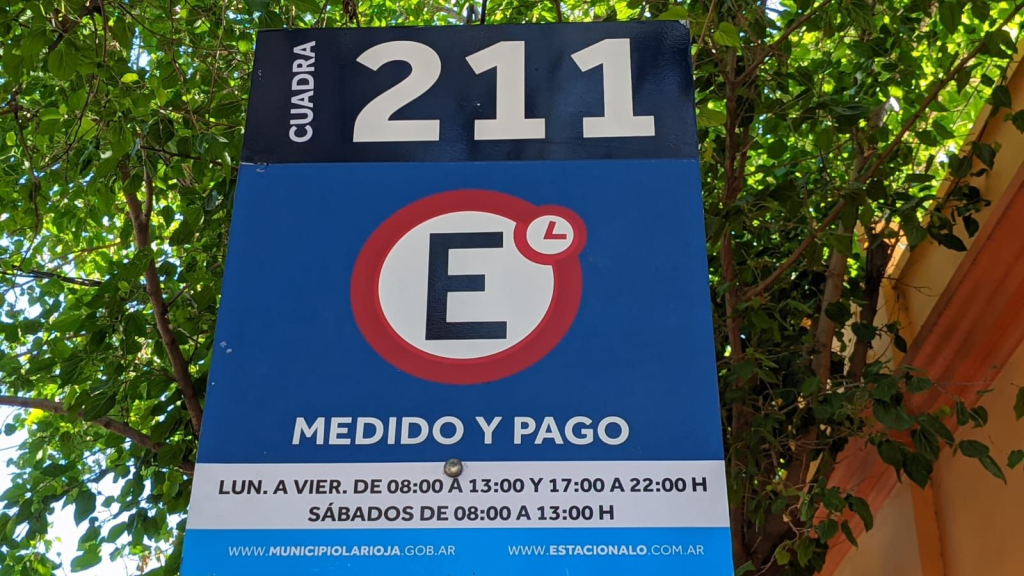 CUADRA 211
E
MEDIDO Y PAGO
LUN. A VIER. DE 08:00 A 13:00 Y 17:00 A 22:00 H
SÁBADOS DE 08:00 A 13:00 H
WWW.MUNICIPIOLARIOJA.GOB.AR WWW.ESTACIONALO.COM.AR